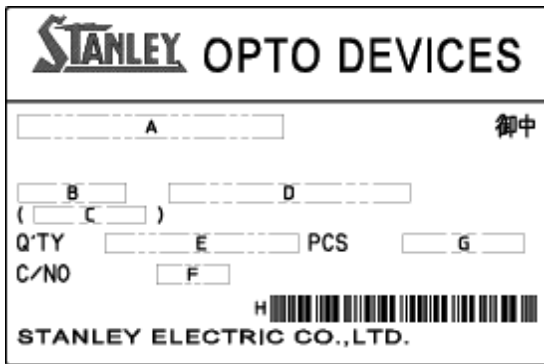 STANLEY OPTO DEVICES
A 御中
B D
( C )
Q'TY E PCS G
C/NO F
H
STANLEY ELECTRIC CO.,LTD.